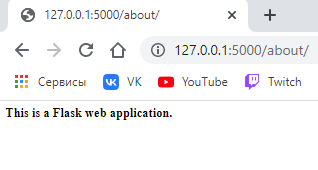 127.0.0.1:5000/about/
127.0.0.1:5000/about/
Сервисы VK YouTube Twitch
This is a Flask web application.